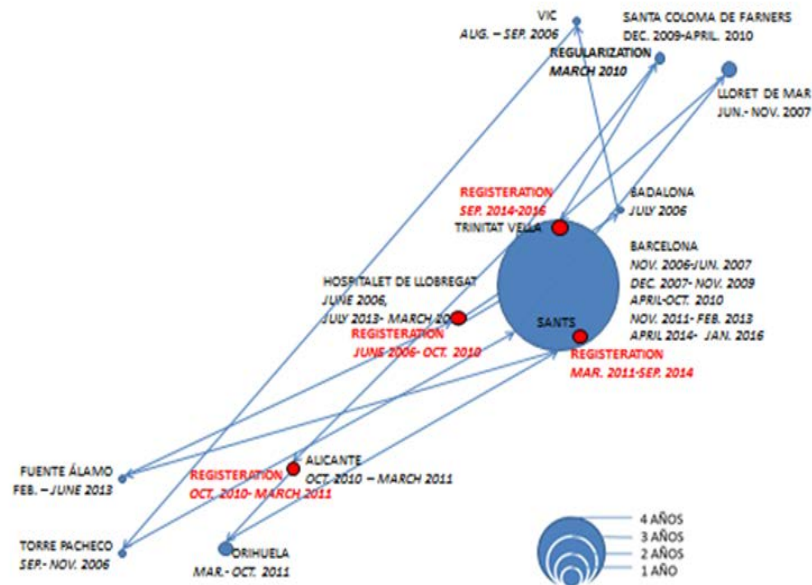 VIC
AUG. – SEP. 2006
SANTA COLOMA DE FARNERS
DEC. 2009-APRIL. 2010
REGULARIZATION
MARCH 2010
LLORET DE MAR
JUN.- NOV. 2007
REGISTERATION
SEP. 2014-2016
TRINITAT VELLA
BADALONA
JULY 2006
BARCELONA
NOV. 2006-JUN. 2007
DEC. 2007- NOV. 2009
APRIL-OCT. 2010
NOV. 2011- FEB. 2013
APRIL 2014- JAN. 2016
HOSPITALET DE LLOBREGAT
JUNE 2006,
JULY 2013- MARCH
SANTS
REGISTERATION
JUNE 2006- OCT. 2010
REGISTERATION
MAR. 2011-SEP. 2014
FUENTE ÁLAMO
FEB. – JUNE 2013
REGISTERATION
OCT. 2010- MARCH 2011
ALICANTE
OCT. 2010 – MARCH 2011
TORRE PACHECO
SEP.- NOV. 2006
ORIHUELA
MAR.- OCT. 2011
4 AÑOS
3 AÑOS
2 AÑOS
1 AÑO